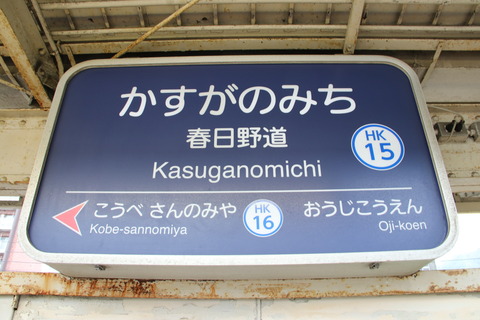 かすがのみち
春日野道
HK
15
Kasuganomichi
こうべ さんのみや
Kobe-sannomiya
HK
16
おうじこうえん
Oji-koen